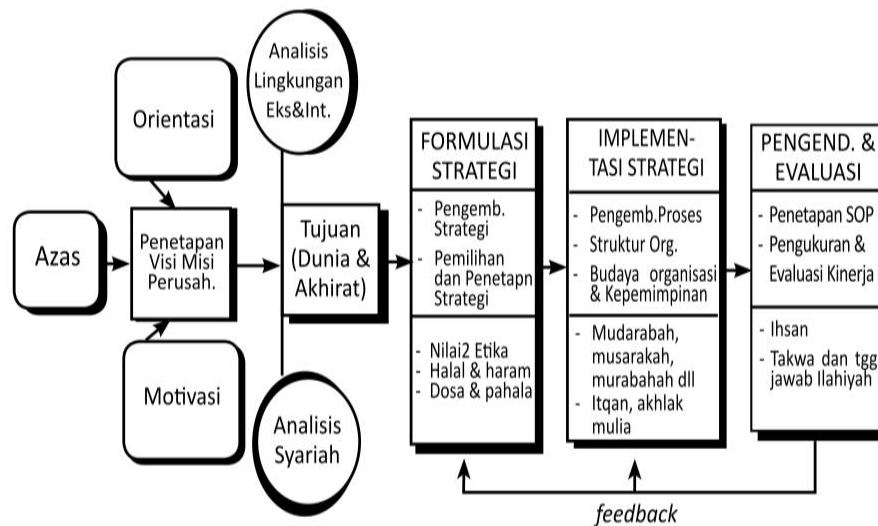 Azas
Orientasi
Penetapan
Visi Misi
Perusah.
Motivasi
Analisis
Lingkungan
Eks&Int.
Tujuan
(Dunia &
Akhirat)
Analisis
Syariah
FORMULASI
STRATEGI
- Pengemb.
Strategi
- Pemilihan
dan Penetapn
Strategi
- Nilai2 Etika
- Halal & haram
- Dosa & pahala
IMPLEMEN-
TASI STRATEGI
- Pengemb.Proses
- Struktur Org.
- Budaya organisasi
& Kepemimpinan
- Mudarabah,
musarakah,
murabahah dll
- Itqan, akhlak
mulia
PENGEND. &
EVALUASI
- Penetapan SOP
- Pengukuran &
Evaluasi Kinerja
- Ihsan
- Takwa dan tgg
jawab Ilahiyah
feedback